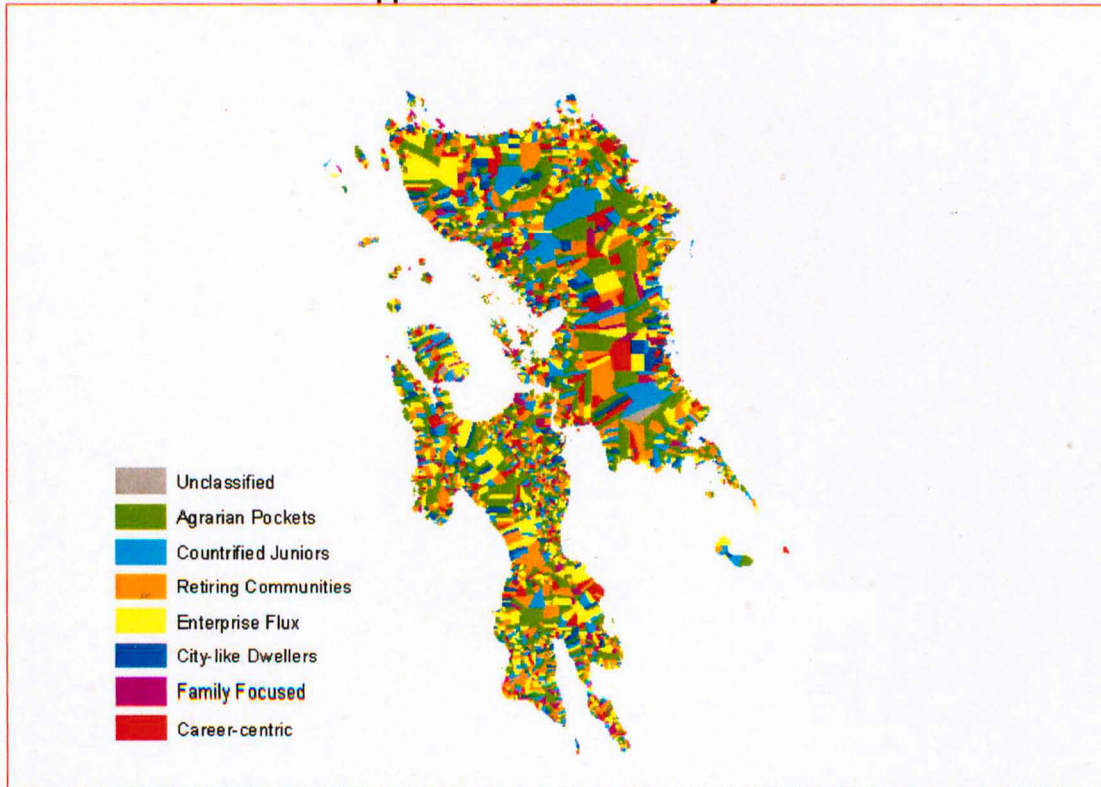 Unclassified
Agrarian Pockets
Countrified Juniors
Retiring Communities
Enterprise Flux
City-like Dwellers
Family Focused
Career-centric